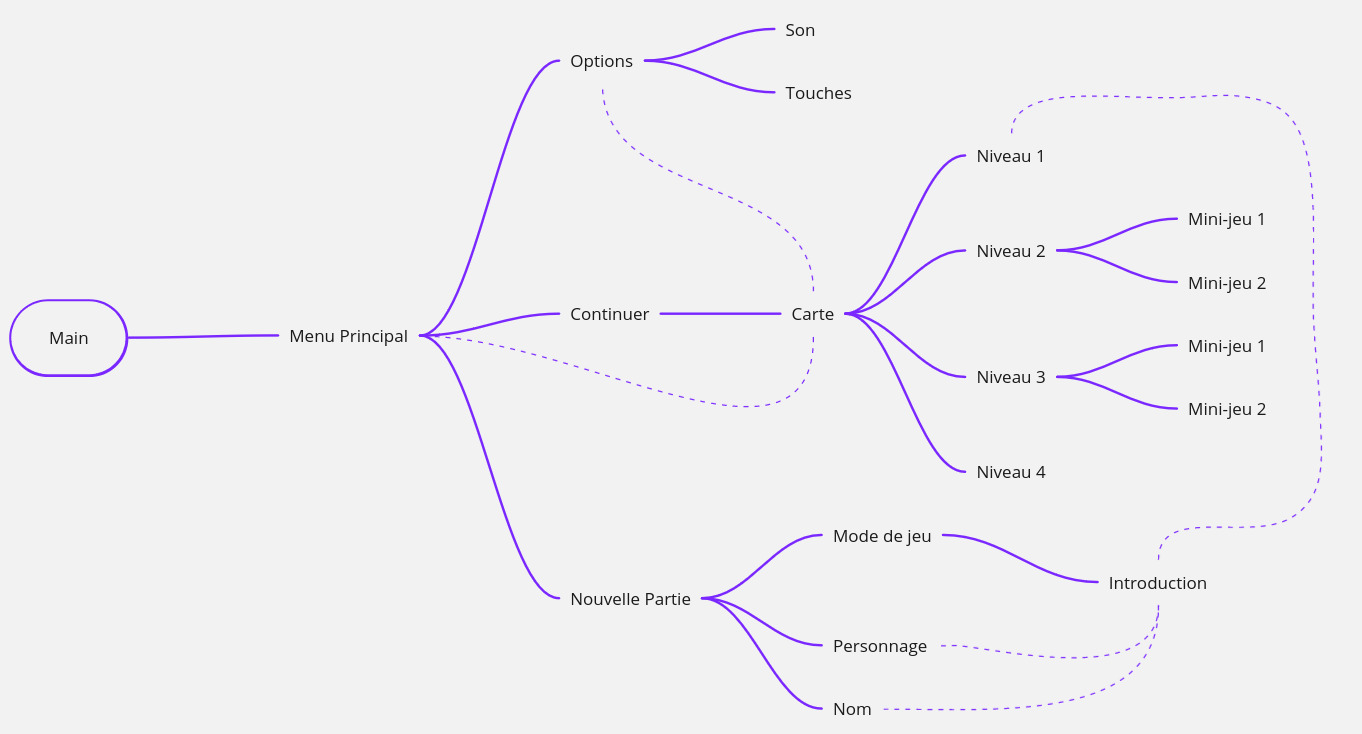 Main
Menu Principal
Options
Son
Touches
Continuer
Carte
Niveau 1
Niveau 2
Mini-jeu 1
Mini-jeu 2
Niveau 3
Mini-jeu 1
Mini-jeu 2
Niveau 4
Nouvelle Partie
Mode de jeu
Introduction
Personnage
Nom